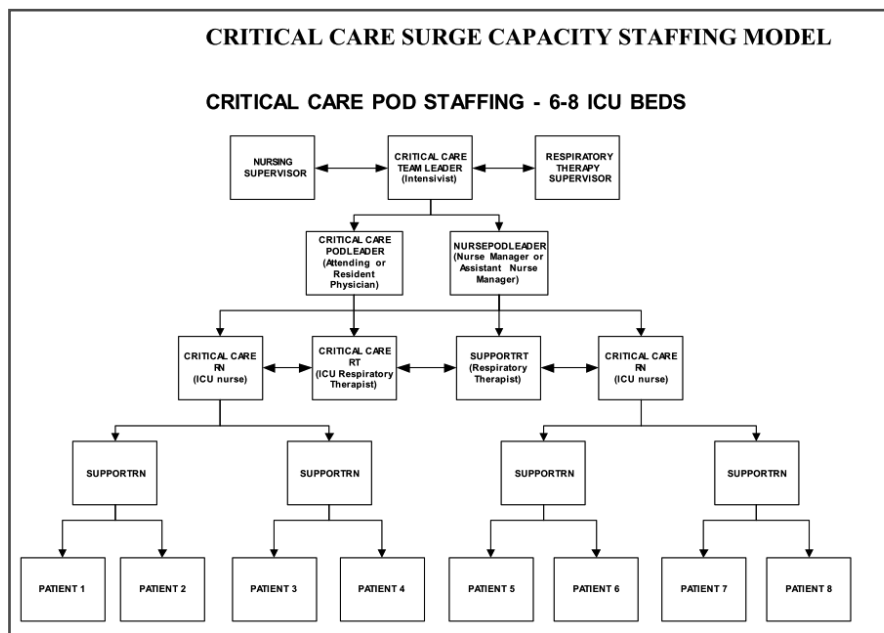 CRITICAL CARE SURGE CAPACITY STAFFING MODEL
CRITICAL CARE POD STAFFING - 6-8 ICU BEDS
NURSING
SUPERVISOR
CRITICAL CARE
TEAM LEADER
(Intensivist)
RESPIRATORY
THERAPY
SUPERVISOR
CRITICAL CARE
PODLEADER
(Attending or
Resident
Physician)
NURSEPODLEADER
(Nurse Manager or
Assistant Nurse
Manager)
CRITICAL CARE
RN
(ICU nurse)
CRITICAL CARE
RT
(ICU Respiratory
Therapist)
SUPPORTRT
(Respiratory
Therapist)
CRITICAL CARE
RN
(ICU nurse)
SUPPORTRN
SUPPORTRN
SUPPORTRN
SUPPORTRN
PATIENT 1
PATIENT 2
PATIENT 3
PATIENT 4
PATIENT 5
PATIENT 6
PATIENT 7
PATIENT 8